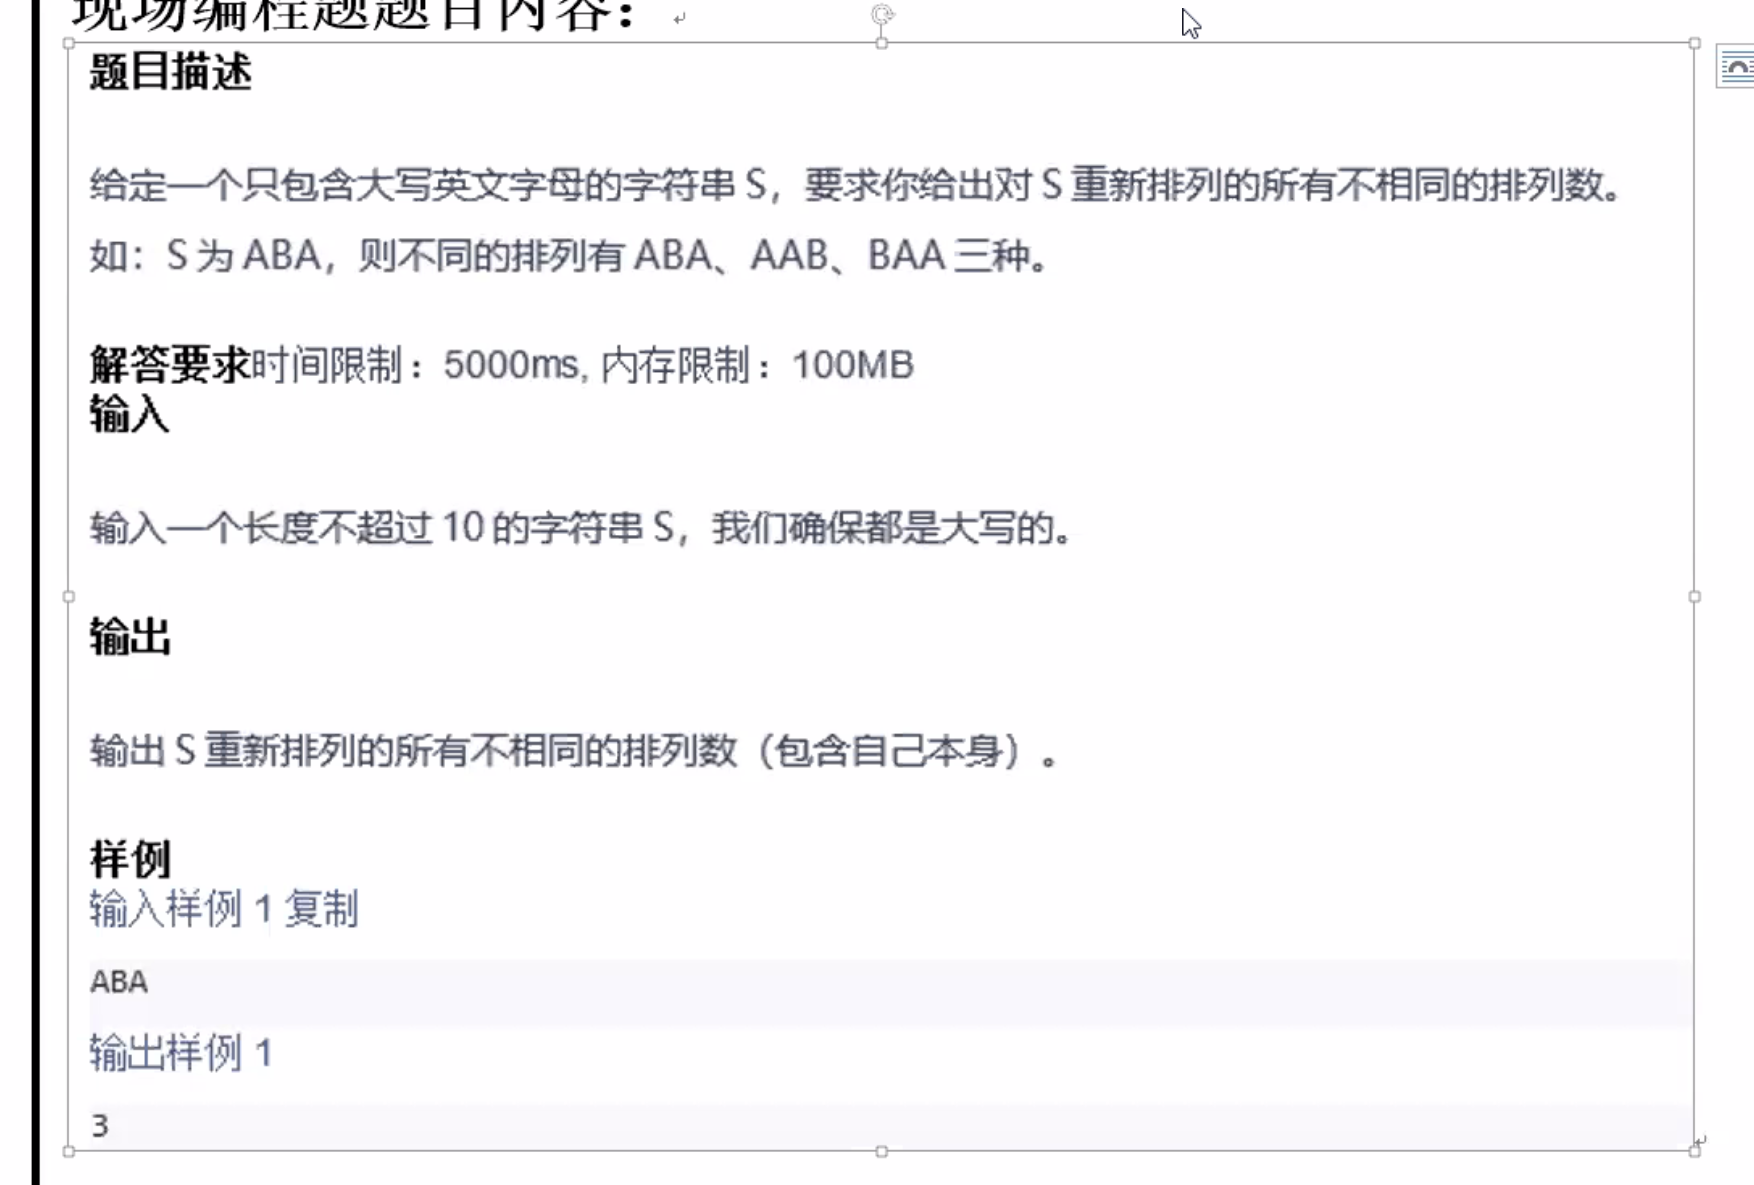 现场编程题题目内容：
题目描述
给定一个只包含大写英文字母的字符串 S，要求你给出对 S 重新排列的所有不相同的排列数。
如：S 为 ABA，则不同的排列有 ABA、AAB、BAA 三种。
解答要求时间限制：5000ms, 内存限制：100MB
输入
输入一个长度不超过 10 的字符串 S，我们确保都是大写的。
输出
输出 S 重新排列的所有不相同的排列数（包含自己本身）。
样例
输入样例 1 复制
ABA
输出样例 1
3